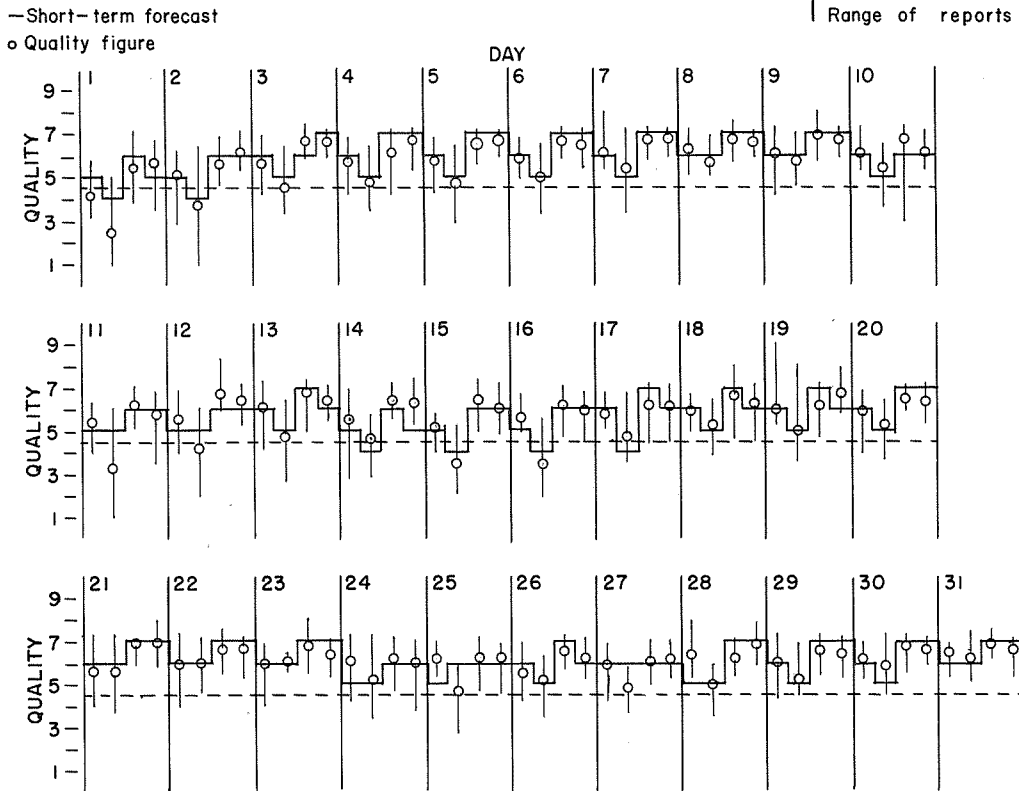 —Short-term forecast
| Range of reports
o Quality figure
DAY
1 2 3 4 5 6 7 8 9 10
QUALITY
9
7
5
3
1
11 12 13 14 15 16 17 18 19 20
QUALITY
9
7
5
3
1
21 22 23 24 25 26 27 28 29 30 31
QUALITY
9
7
5
3
1